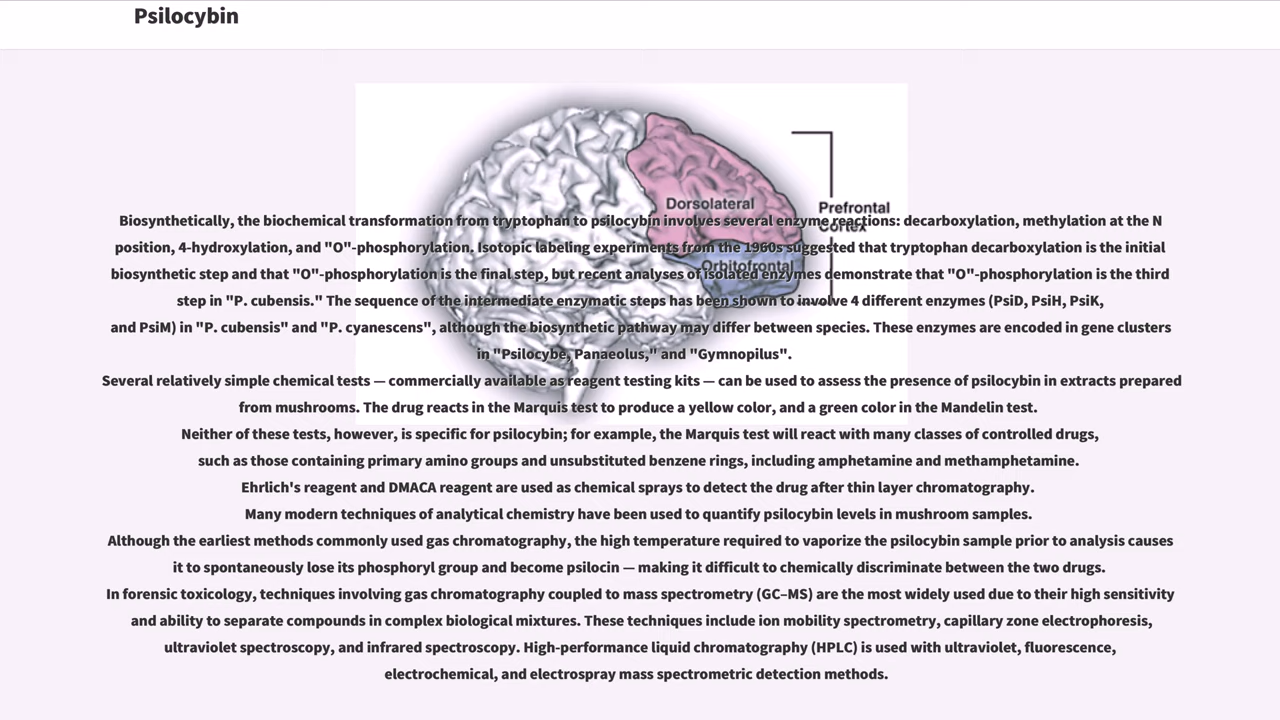 Psilocybin
Dorsolateral
Prefrontal
Cortex
Orbitofrontal
Biosynthetically, the biochemical transformation from tryptophan to psilocybin involves several enzyme reactions: decarboxylation, methylation at the N
position, 4-hydroxylation, and "O"-phosphorylation. Isotopic labeling experiments from the 1960s suggested that tryptophan decarboxylation is the initial
biosynthetic step and that "O"-phosphorylation is the final step, but recent analyses of isolated enzymes demonstrate that "O"-phosphorylation is the third
step in "P. cubensis." The sequence of the intermediate enzymatic steps has been shown to involve 4 different enzymes (PsiD, PsiH, PsiK,
and PsiM) in "P. cubensis" and "P. cyanescens", although the biosynthetic pathway may differ between species. These enzymes are encoded in gene clusters
in "Psilocybe, Panaeolus," and "Gymnopilus".
Several relatively simple chemical tests — commercially available as reagent testing kits — can be used to assess the presence of psilocybin in extracts prepared
from mushrooms. The drug reacts in the Marquis test to produce a yellow color, and a green color in the Mandelin test.
Neither of these tests, however, is specific for psilocybin; for example, the Marquis test will react with many classes of controlled drugs,
such as those containing primary amino groups and unsubstituted benzene rings, including amphetamine and methamphetamine.
Ehrlich's reagent and DMACA reagent are used as chemical sprays to detect the drug after thin layer chromatography.
Many modern techniques of analytical chemistry have been used to quantify psilocybin levels in mushroom samples.
Although the earliest methods commonly used gas chromatography, the high temperature required to vaporize the psilocybin sample prior to analysis causes
it to spontaneously lose its phosphoryl group and become psilocin — making it difficult to chemically discriminate between the two drugs.
In forensic toxicology, techniques involving gas chromatography coupled to mass spectrometry (GC–MS) are the most widely used due to their high sensitivity
and ability to separate compounds in complex biological mixtures. These techniques include ion mobility spectrometry, capillary zone electrophoresis,
ultraviolet spectroscopy, and infrared spectroscopy. High-performance liquid chromatography (HPLC) is used with ultraviolet, fluorescence,
electrochemical, and electrospray mass spectrometric detection methods.